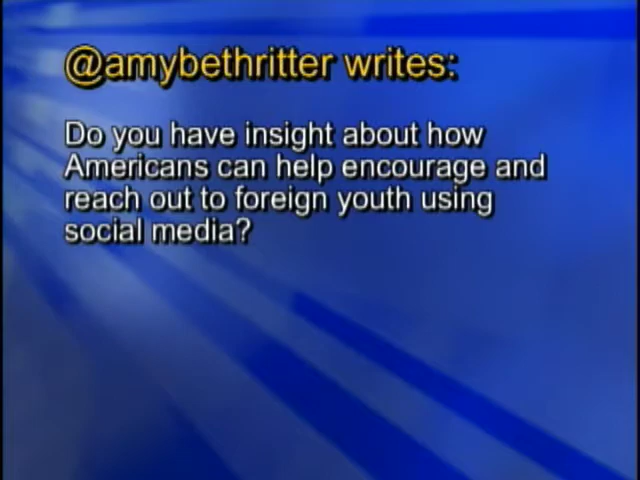 @amybethritter writes:
Do you have insight about how
Americans can help encourage and
reach out to foreign youth using
social media?